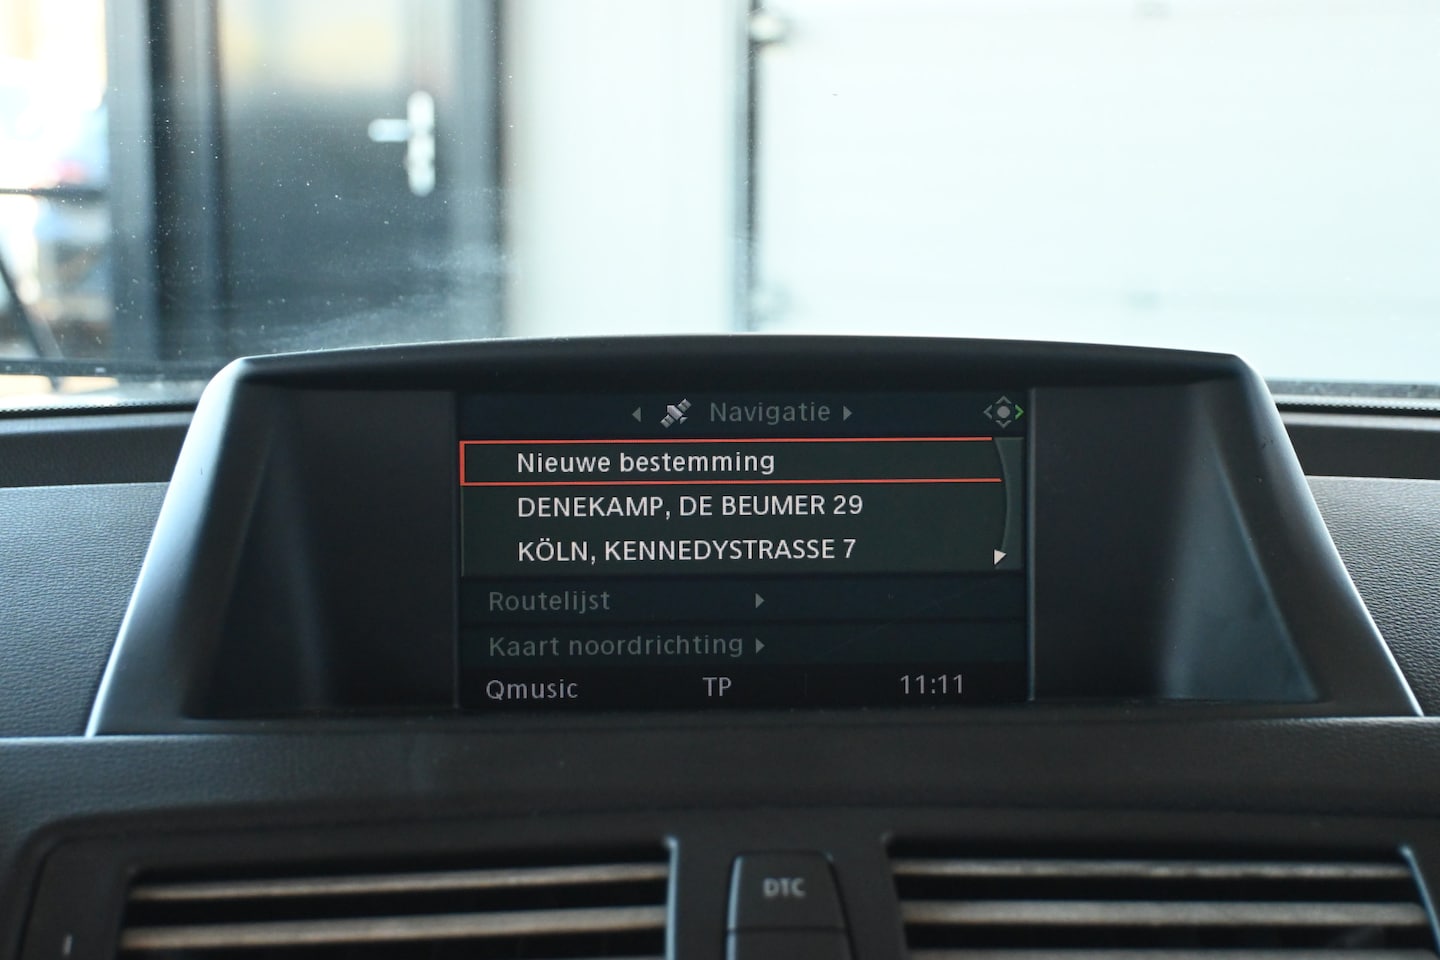 Navigatie
Nieuwe bestemming
DENEKAMP, DE BEUMER 29
KÖLN, KENNEDYSTRASSE 7
Routelijst
Kaart noordrichting
Qmusic TP 11:11
DTC